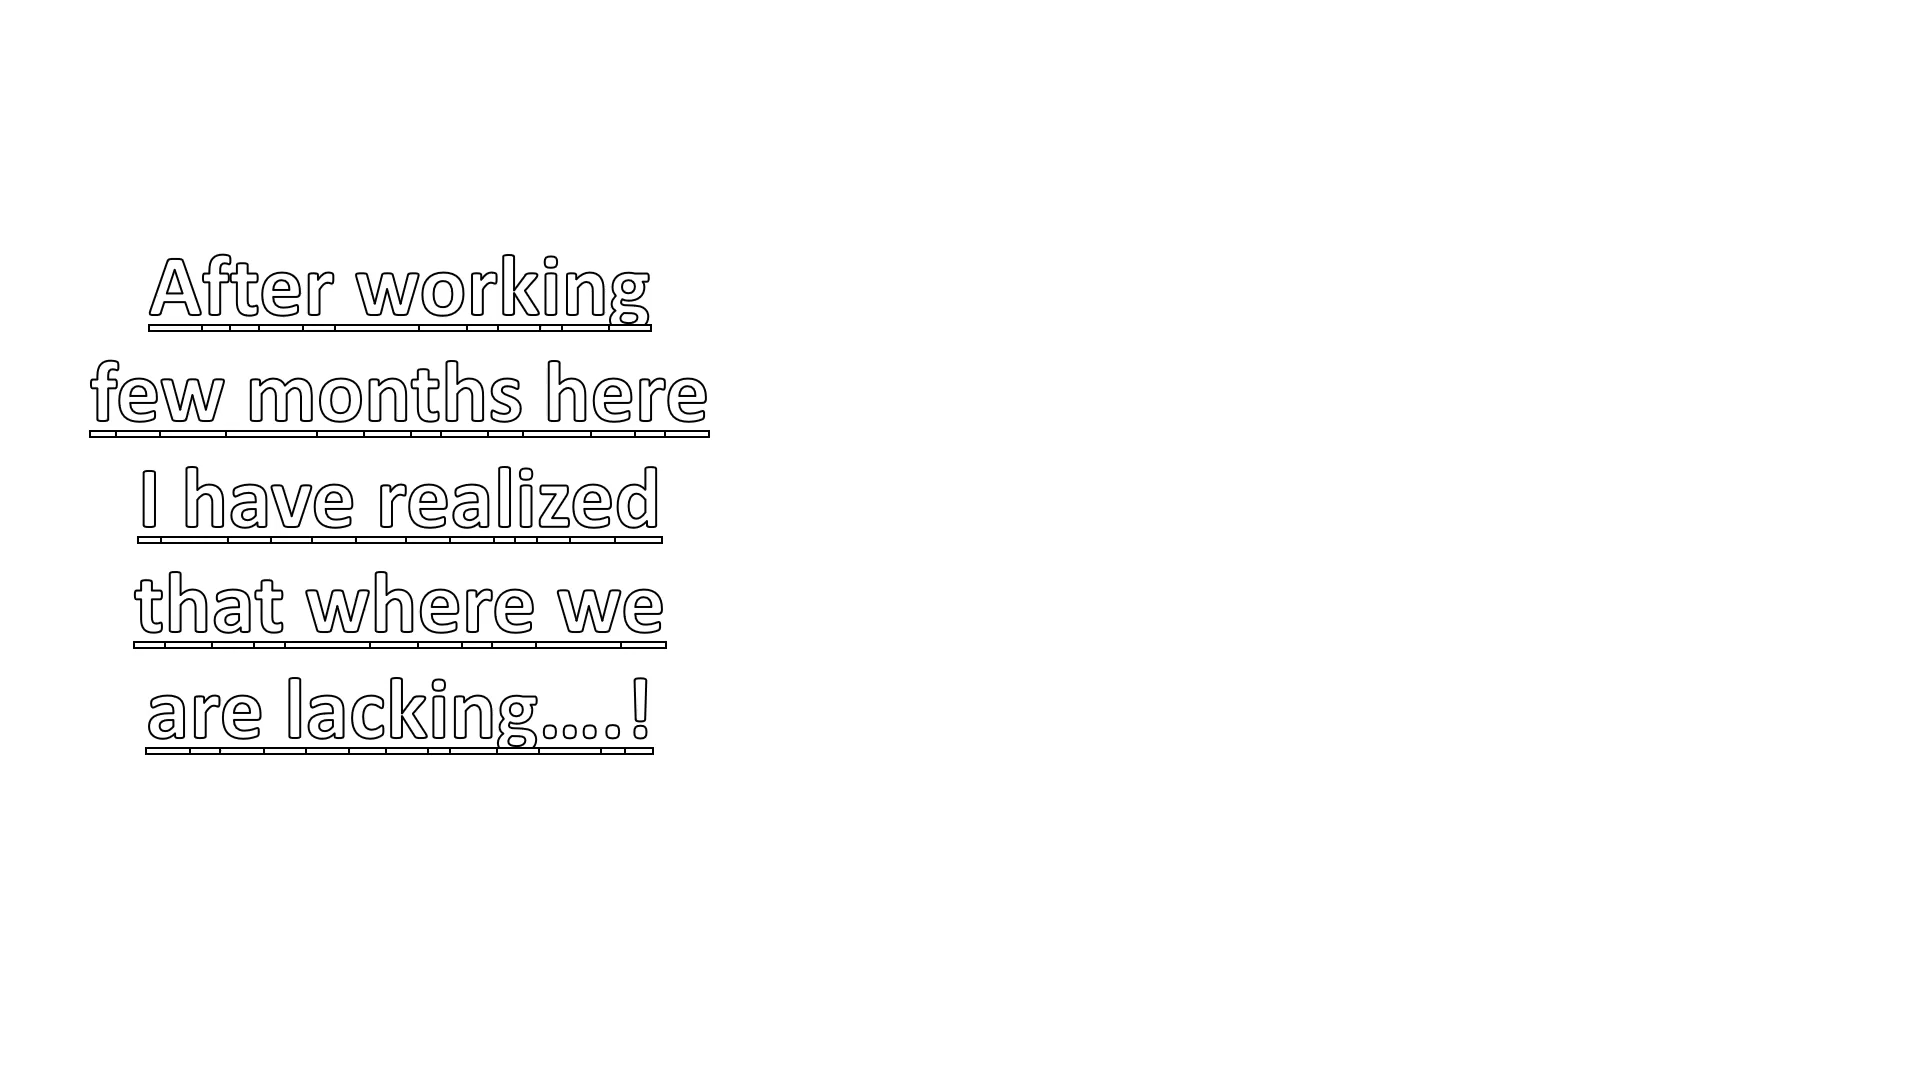 After working
few months here
I have realized
that where we
are lacking....!